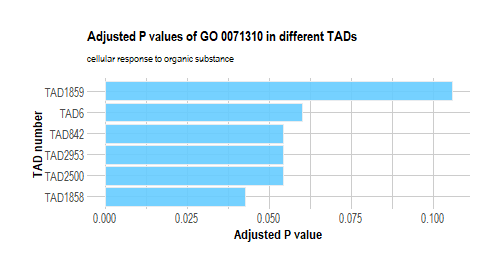 Adjusted P values of GO 0071310 in different TADs
cellular response to organic substance
TAD1859
TAD6
TAD842
TAD2953
TAD2500
TAD1858
TAD number
0.000 0.025 0.050 0.075 0.100
Adjusted P value